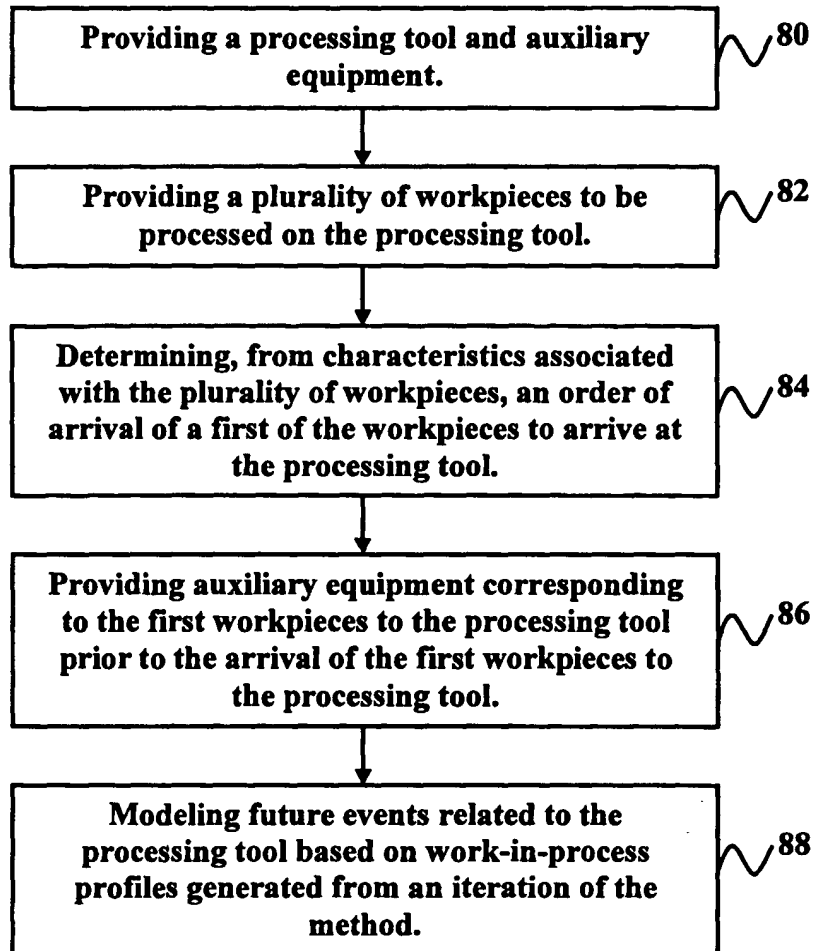 Providing a processing tool and auxiliary
equipment.
80
Providing a plurality of workpieces to be
processed on the processing tool.
82
Determining, from characteristics associated
with the plurality of workpieces, an order of
arrival of a first of the workpieces to arrive at
the processing tool.
84
Providing auxiliary equipment corresponding
to the first workpieces to the processing tool
prior to the arrival of the first workpieces to
the processing tool.
86
Modeling future events related to the
processing tool based on work-in-process
profiles generated from an iteration of the
method.
88